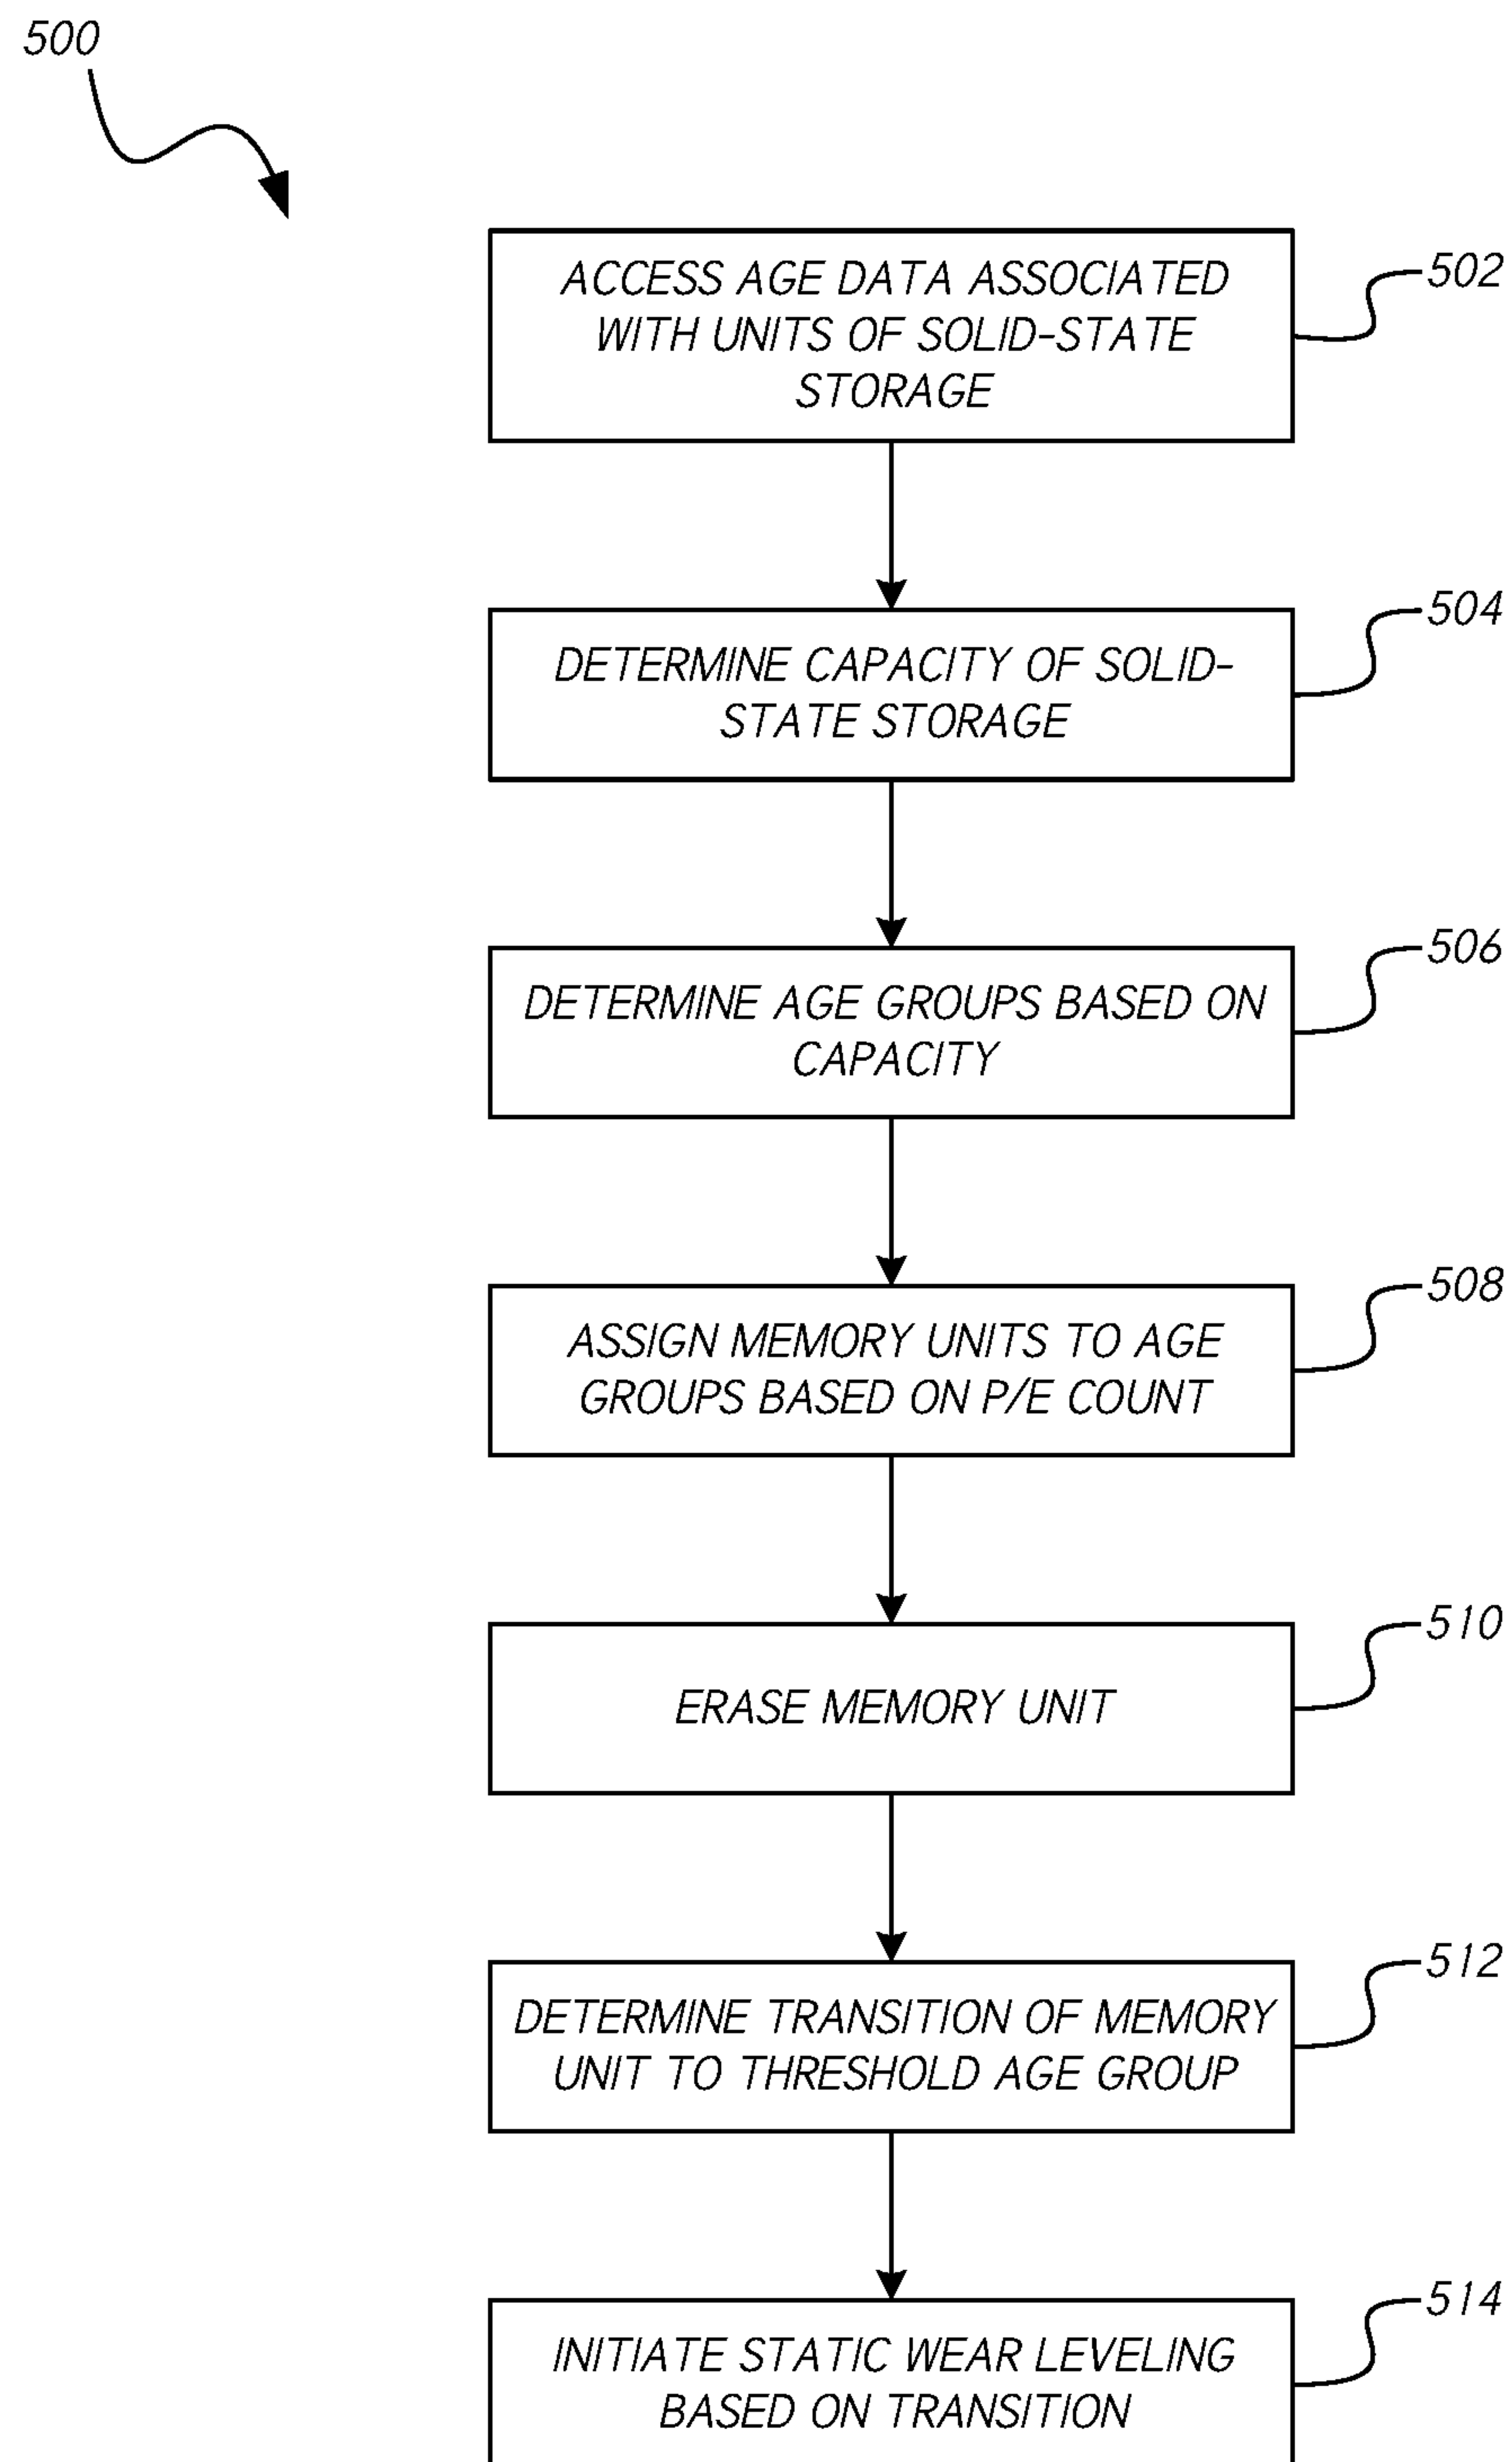 500
ACCESS AGE DATA ASSOCIATED
WITH UNITS OF SOLID-STATE
STORAGE
502
DETERMINE CAPACITY OF SOLID-
STATE STORAGE
504
DETERMINE AGE GROUPS BASED ON
CAPACITY
506
ASSIGN MEMORY UNITS TO AGE
GROUPS BASED ON P/E COUNT
508
ERASE MEMORY UNIT
510
DETERMINE TRANSITION OF MEMORY
UNIT TO THRESHOLD AGE GROUP
512
INITIATE STATIC WEAR LEVELING
BASED ON TRANSITION
514